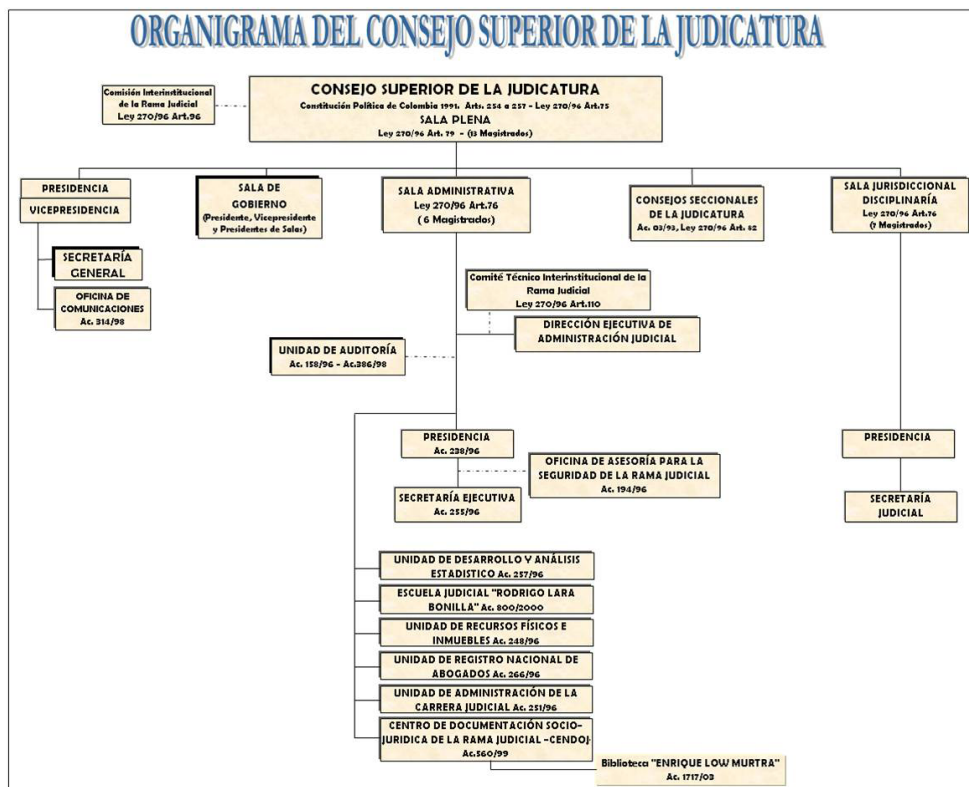 ORGANIGRAMA DEL CONSEJO SUPERIOR DE LA JUDICATURA
CONSEJO SUPERIOR DE LA JUDICATURA
Constitución Política de Colombia 1991. Arts. 254 a 257 - Ley 270/96 Art.75
SALA PLENA
Ley 270/96 Art. 79 - (13 Magistrados)
Comisión Interinstitucional
de la Rama Judicial
Ley 270/96 Art.96
PRESIDENCIA
VICEPRESIDENCIA
SALA DE
GOBIERNO
(Presidente, Vicepresidente
y Presidentes de Salas)
SALA ADMINISTRATIVA
Ley 270/96 Art.76
( 6 Magistrados)
CONSEJOS SECCIONALES
DE LA JUDICATURA
Ac. 03/93, Ley 270/96 Art. 82
SALA JURISDICCIONAL
DISCIPLINARÍA
Ley 270/96 Art.76
(7 Magistrados)
SECRETARÍA
GENERAL
OFICINA DE
COMUNICACIONES
Ac. 314/98
Comité Técnico Interinstitucional de la
Rama Judicial
Ley 270/96 Art.110
DIRECCIÓN EJECUTIVA DE
ADMINISTRACIÓN JUDICIAL
UNIDAD DE AUDITORÍA
Ac. 158/96 - Ac.386/98
PRESIDENCIA
Ac. 238/96
OFICINA DE ASESORÍA PARA LA
SEGURIDAD DE LA RAMA JUDICIAL
Ac. 194/96
SECRETARÍA EJECUTIVA
Ac. 255/96
PRESIDENCIA
SECRETARÍA
JUDICIAL
UNIDAD DE DESARROLLO Y ANÁLISIS
ESTADISTICO Ac. 257/96
ESCUELA JUDICIAL "RODRIGO LARA
BONILLA" Ac. 800/2000
UNIDAD DE RECURSOS FÍSICOS E
INMUEBLES Ac. 248/96
UNIDAD DE REGISTRO NACIONAL DE
ABOGADOS Ac. 266/96
UNIDAD DE ADMINISTRACIÓN DE LA
CARRERA JUDICIAL Ac. 251/96
CENTRO DE DOCUMENTACIÓN SOCIO-
JURIDICA DE LA RAMA JUDICIAL -CENDOJ-
Ac.560/99
Biblioteca "ENRIQUE LOW MURTRA"
Ac. 1717/03